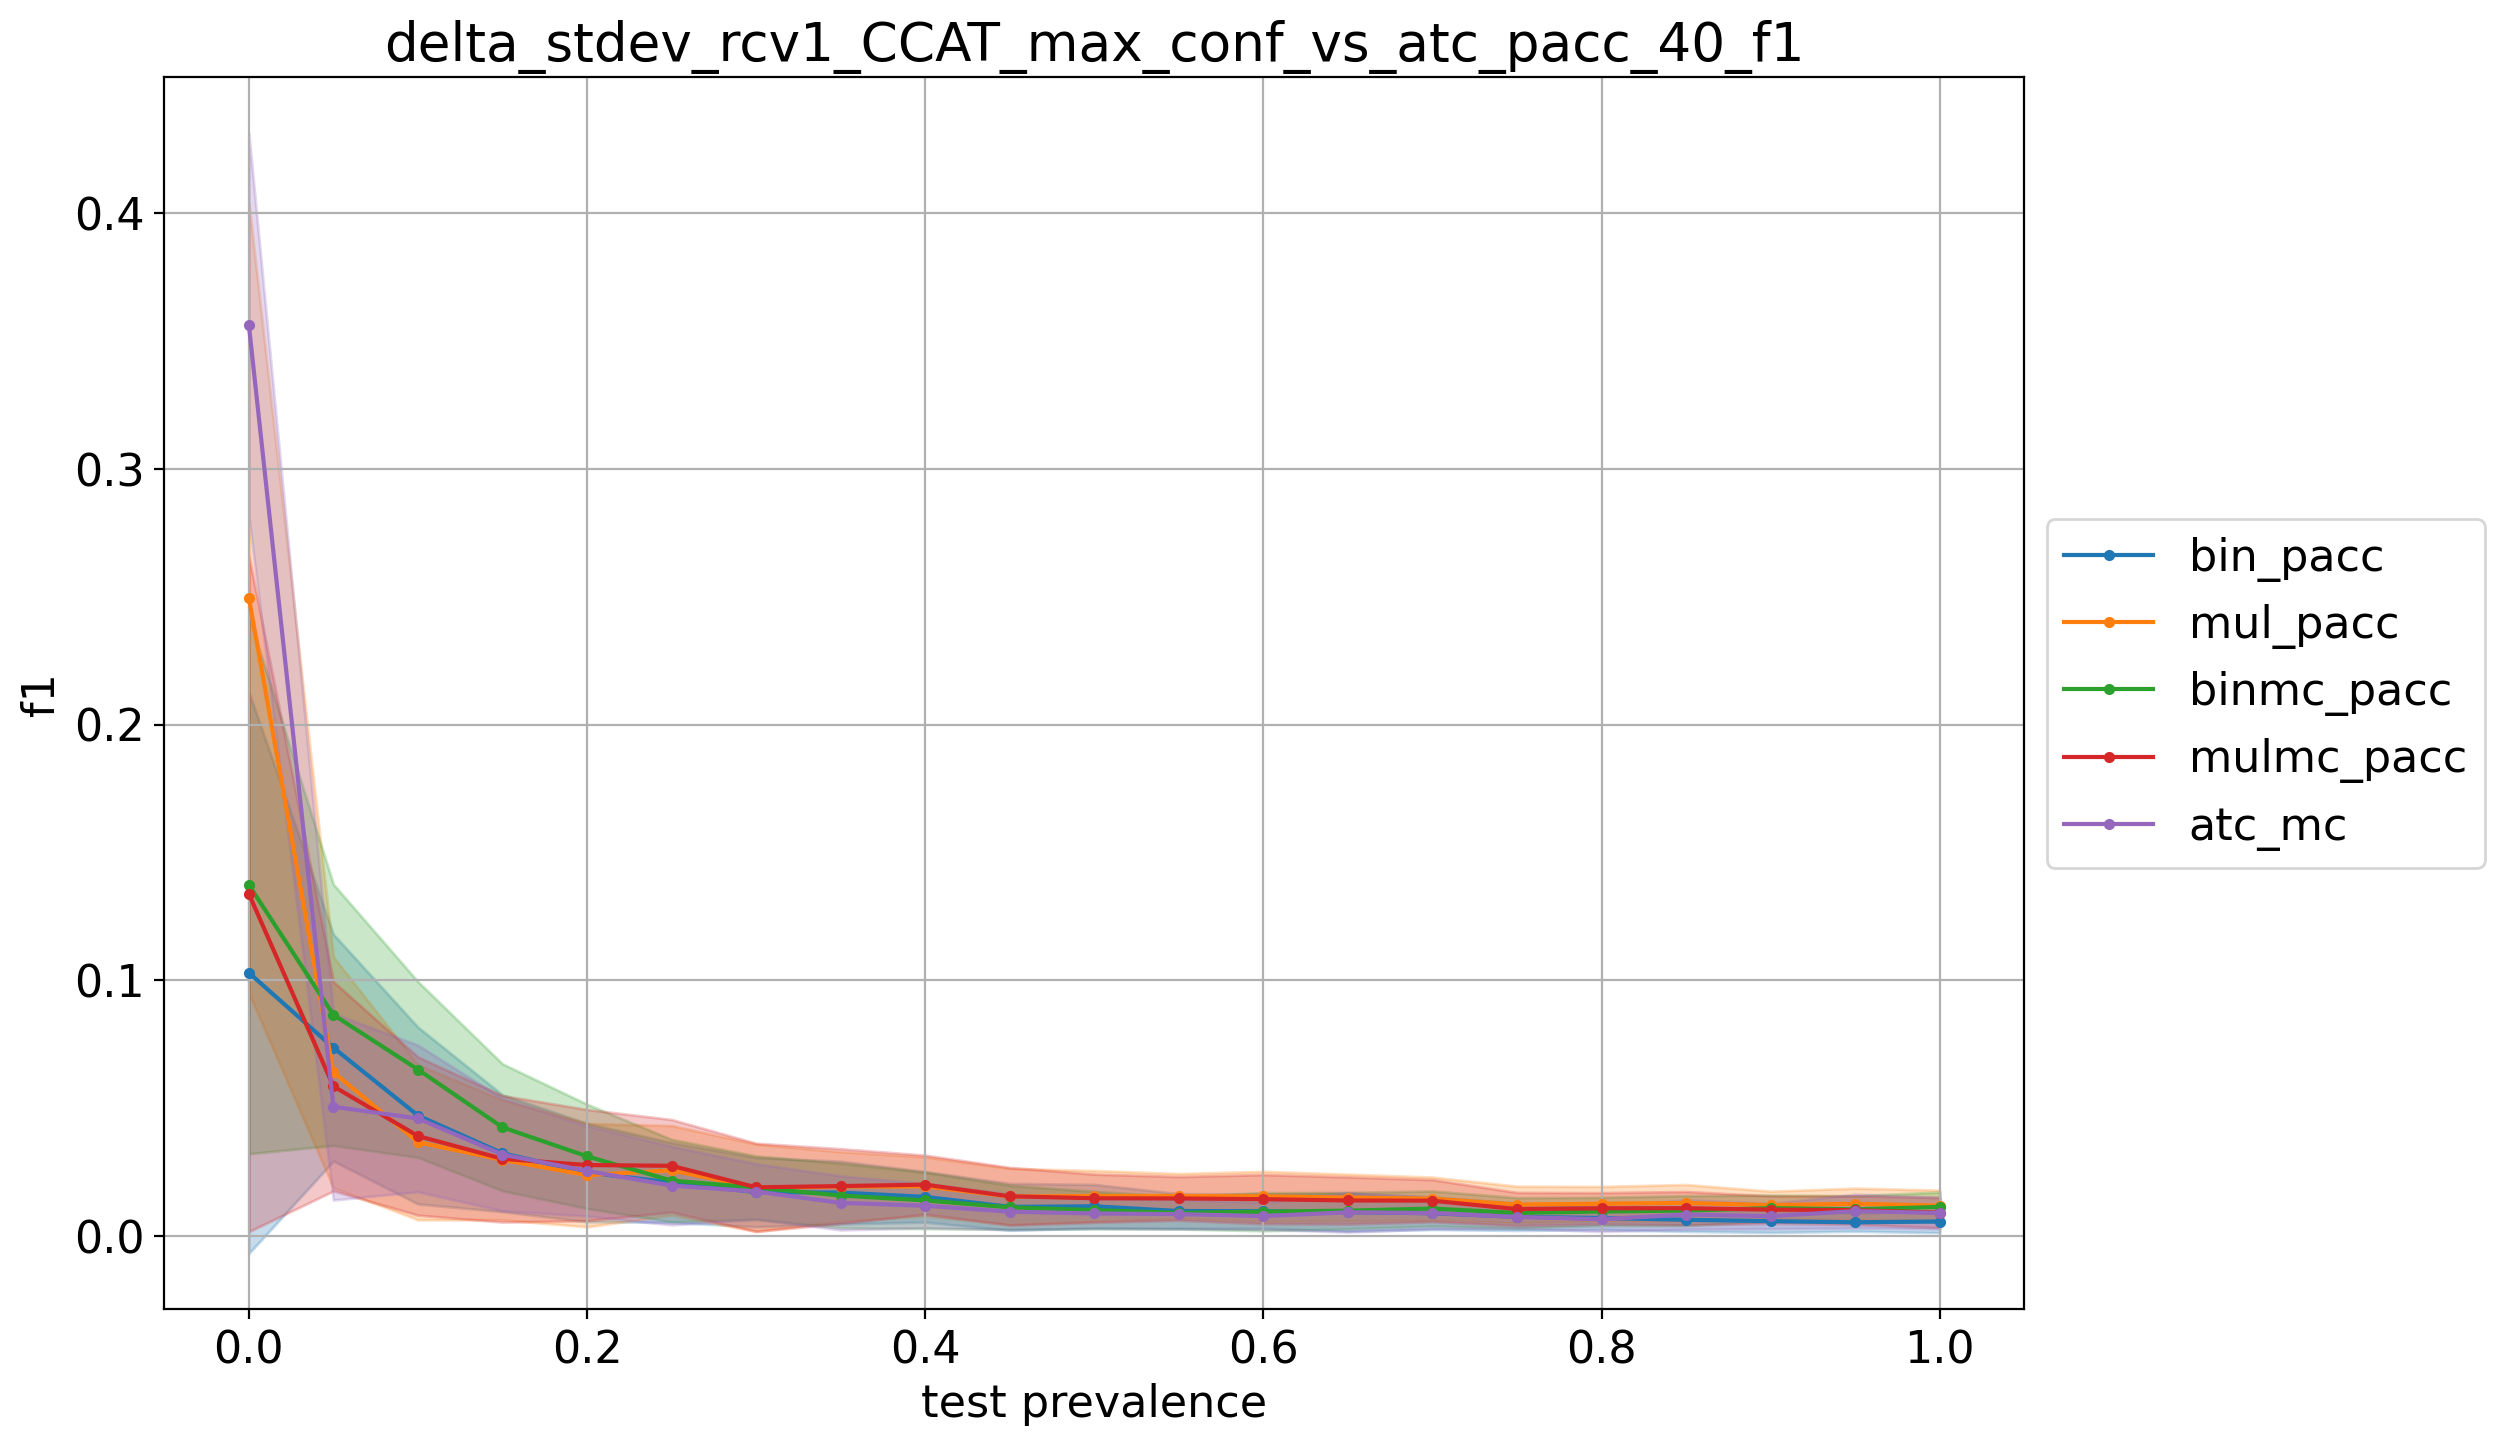 delta_stdev_rcv1_CCAT_max_conf_vs_atc_pacc_40_f1
0.4
0.3
0.2
0.1
0.0
f1
0.0 0.2 0.4 0.6 0.8 1.0
test prevalence
bin_pacc
mul_pacc
binmc_pacc
mulmc_pacc
atc_mc